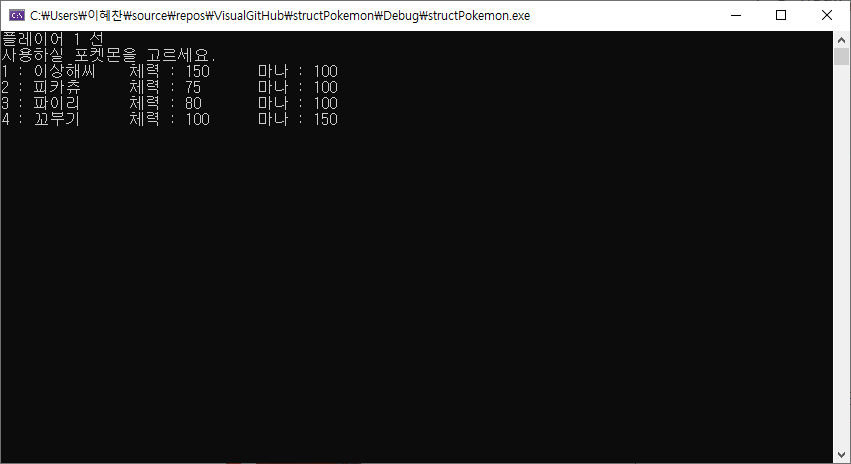 C:₩Users₩이혜찬₩source₩repos₩VisualGitHub₩structPokemon₩Debug₩structPokemon.exe
플레이어 1 선
사용하실 포켓몬을 고르세요.
1 : 이상해씨 체력 : 150 마나 : 100
2 : 피카츄 체력 : 75 마나 : 100
3 : 파이리 체력 : 80 마나 : 100
4 : 꼬부기 체력 : 100 마나 : 150